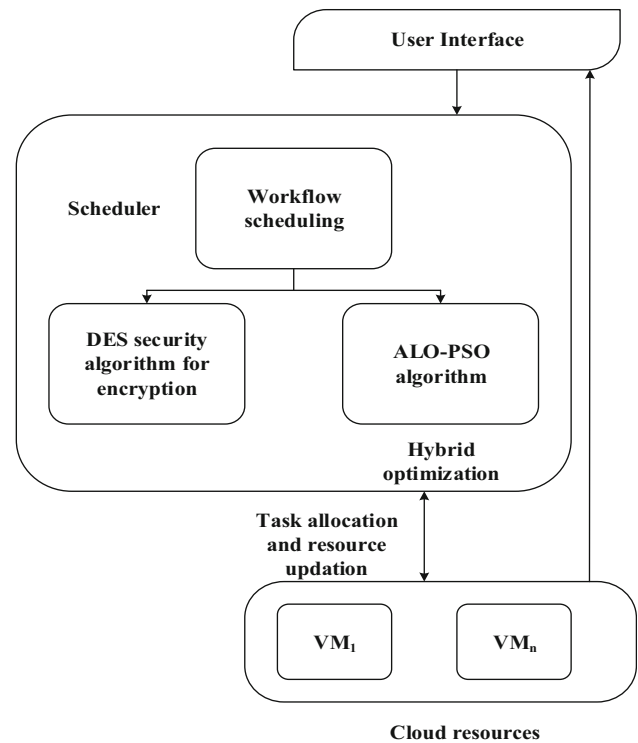 User Interface
Scheduler
Workflow
scheduling
DES security
algorithm for
encryption
ALO-PSO
algorithm
Hybrid
optimization
Task allocation
and resource
updation
VM₁
VMₙ
Cloud resources